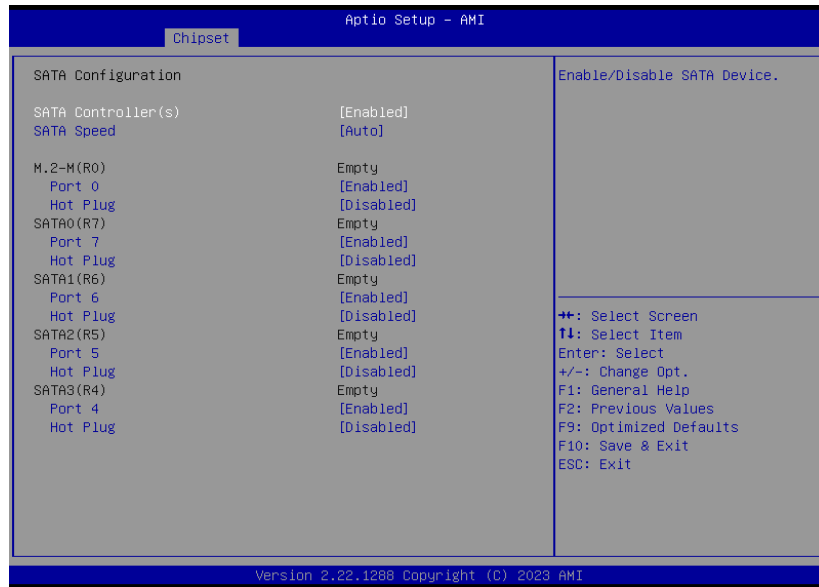 Aptio Setup – AMI
Chipset
SATA Configuration
SATA Controller(s) [Enabled]
SATA Speed [Auto]
M.2-M(R0) Empty
Port 0 [Enabled]
Hot Plug [Disabled]
SATA0(R7) Empty
Port 7 [Enabled]
Hot Plug [Disabled]
SATA1(R6) Empty
Port 6 [Enabled]
Hot Plug [Disabled]
SATA2(R5) Empty
Port 5 [Enabled]
Hot Plug [Disabled]
SATA3(R4) Empty
Port 4 [Enabled]
Hot Plug [Disabled]
Enable/Disable SATA Device.
→←: Select Screen
↑↓: Select Item
Enter: Select
+/-: Change Opt.
F1: General Help
F2: Previous Values
F9: Optimized Defaults
F10: Save & Exit
ESC: Exit
Version 2.22.1288 Copyright (C) 2023 AMI